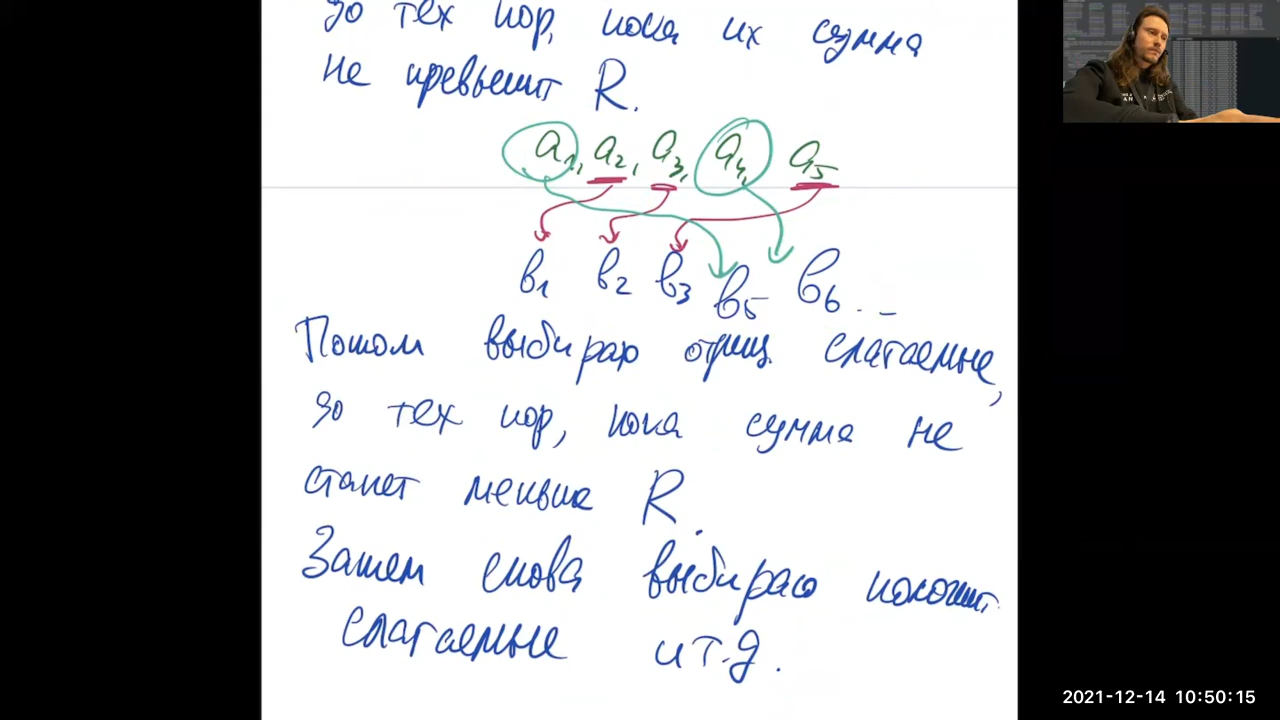 до тех пор, пока их сумма
не превысит R.
a₁, a₂, a₃, a₄, a₅
b₁ b₂ b₃ b₅ b₆ . . –
Потом выбираю отриц. слагаемые,
до тех пор, пока сумма не
станет меньше R.
Затем снова выбираю положит.
слагаемые и т.д.
2021-12-14 10:50:15